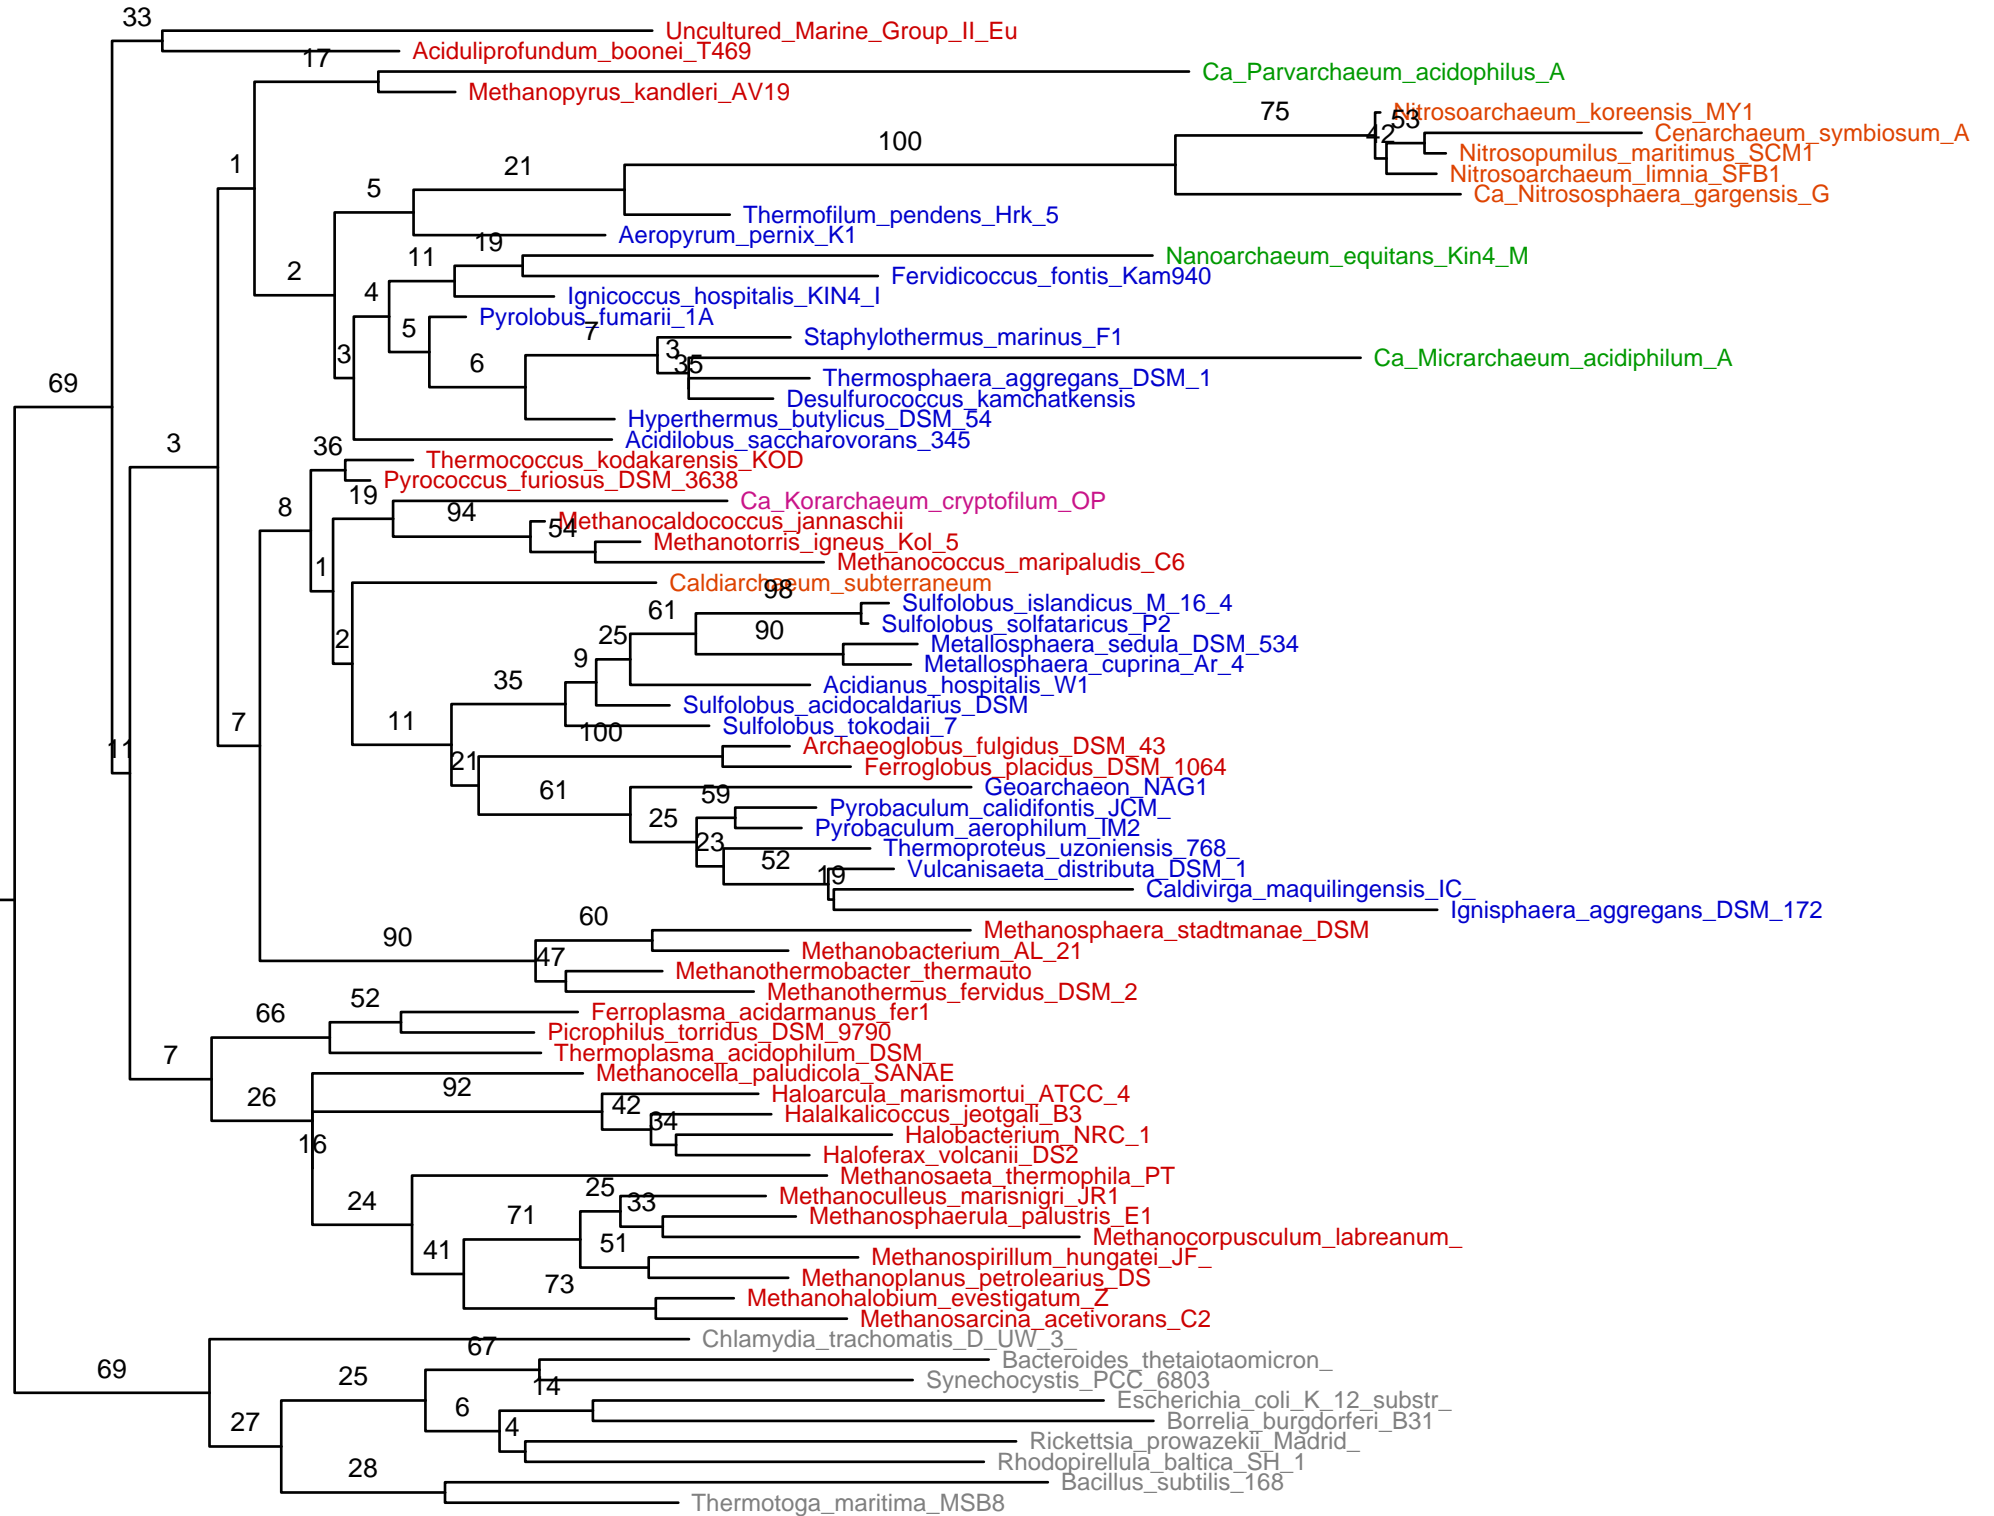 33
Uncultured_Marine_Group_II_Eu
Aciduliprofundum_boonei_T469
17
Ca_Parvarchaeum_acidophilus_A
Methanopyrus_kandleri_AV19
75
Nitrosoarchaeum_koreensis_MY1
53
Cenarchaeum_symbiosum_A
42
100
Nitrosopumilus_maritimus_SCM1
1
21
Nitrosoarchaeum_limnia_SFB1
5
Ca_Nitrososphaera_gargensis_G
Thermofilum_pendens_Hrk_5
Aeropyrum_pernix_K1
19
11
Nanoarchaeum_equitans_Kin4_M
2
Fervidicoccus_fontis_Kam940
4
Ignicoccus_hospitalis_KIN4_I
Pyrolobus_fumarii_1A
5
7
Staphylothermus_marinus_F1
3
3
6
35
Ca_Micrarchaeum_acidiphilum_A
69
Thermosphaera_aggregans_DSM_1
Desulfurococcus_kamchatkensis
Hyperthermus_butylicus_DSM_54
3
Acidilobus_saccharovorans_345
36
Thermococcus_kodakarensis_KOD
Pyrococcus_furiosus_DSM_3638
8
19
Ca_Korarchaeum_cryptofilum_OP
94
54
Methanocaldococcus_jannaschii
Methanotorris_igneus_Kol_5
1
Methanococcus_maripaludis_C6
Caldiarchaeum_subterraneum
98
Sulfolobus_islandicus_M_16_4
61
Sulfolobus_solfataricus_P2
2
25
90
Metallosphaera_sedula_DSM_534
9
Metallosphaera_cuprina_Ar_4
35
Acidianus_hospitalis_W1
Sulfolobus_acidocaldarius_DSM
7
11
Sulfolobus_tokodaii_7
100
11
Archaeoglobus_fulgidus_DSM_43
21
Ferroglobus_placidus_DSM_1064
61
59
Geoarchaeon_NAG1
25
Pyrobaculum_calidifontis_JCM_
Pyrobaculum_aerophilum_IM2
23
Thermoproteus_uzoniensis_768_
52
19
Vulcanisaeta_distributa_DSM_1
Caldivirga_maquilingensis_IC_
Ignisphaera_aggregans_DSM_172
60
Methanosphaera_stadtmanae_DSM
90
47
Methanobacterium_AL_21
Methanothermobacter_thermauto
Methanothermus_fervidus_DSM_2
52
66
Ferroplasma_acidarmanus_fer1
Picrophilus_torridus_DSM_9790
7
Thermoplasma_acidophilum_DSM_
Methanocella_paludicola_SANAE
26
92
Haloarcula_marismortui_ATCC_4
42
Halalkalicoccus_jeotgali_B3
34
16
Halobacterium_NRC_1
Haloferax_volcanii_DS2
Methanosaeta_thermophila_PT
24
25
Methanoculleus_marisnigri_JR1
71
33
Methanosphaerula_palustris_E1
41
51
Methanocorpusculum_labreanum_
Methanospirillum_hungatei_JF_
73
Methanoplanus_petrolearius_DS
Methanohalobium_evestigatum_Z
Methanosarcina_acetivorans_C2
Chlamydia_trachomatis_D_UW_3_
69
67
25
Bacteroides_thetaiotaomicron_
14
Synechocystis_PCC_6803
27
6
Escherichia_coli_K_12_substr_
4
Borrelia_burgdorferi_B31
Rickettsia_prowazekii_Madrid_
28
Rhodopirellula_baltica_SH_1
Bacillus_subtilis_168
Thermotoga_maritima_MSB8